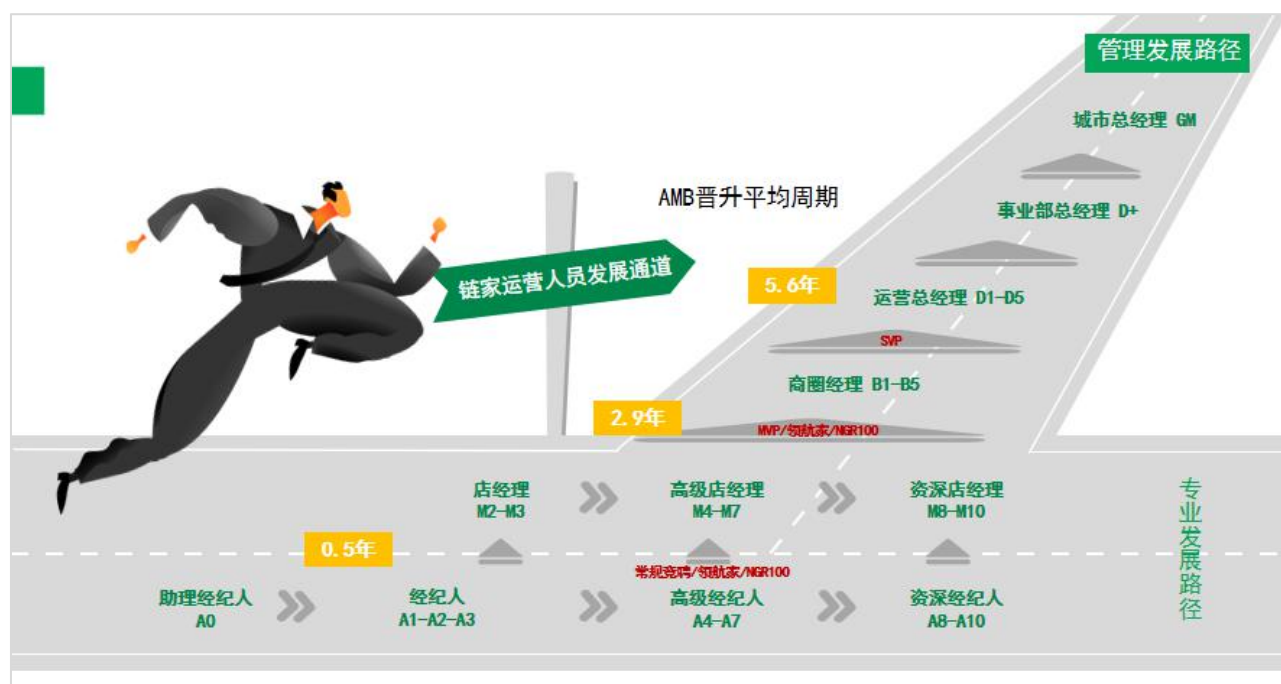 管理发展路径
城市总经理 GM
AMB晋升平均周期
事业部总经理 D+
链家运营人员发展通道
5.6年
运营总经理 D1-D5
SVP
商圈经理 B1-B5
2.9年
MVP/领航家/NGR100
店经理
M2-M3
高级店经理
M4-M7
资深店经理
M8-M10
专业发展路径
0.5年
常规竞聘/领航家/NGR100
助理经纪人
A0
经纪人
A1-A2-A3
高级经纪人
A4-A7
资深经纪人
A8-A10